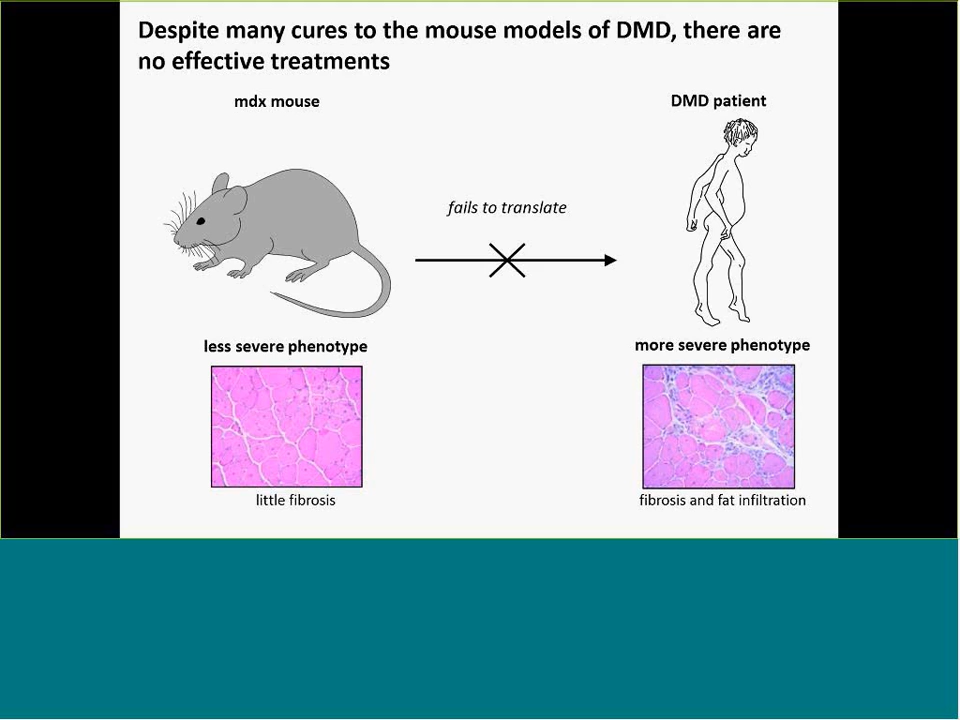 Despite many cures to the mouse models of DMD, there are
no effective treatments
mdx mouse
DMD patient
fails to translate
less severe phenotype
more severe phenotype
little fibrosis
fibrosis and fat infiltration